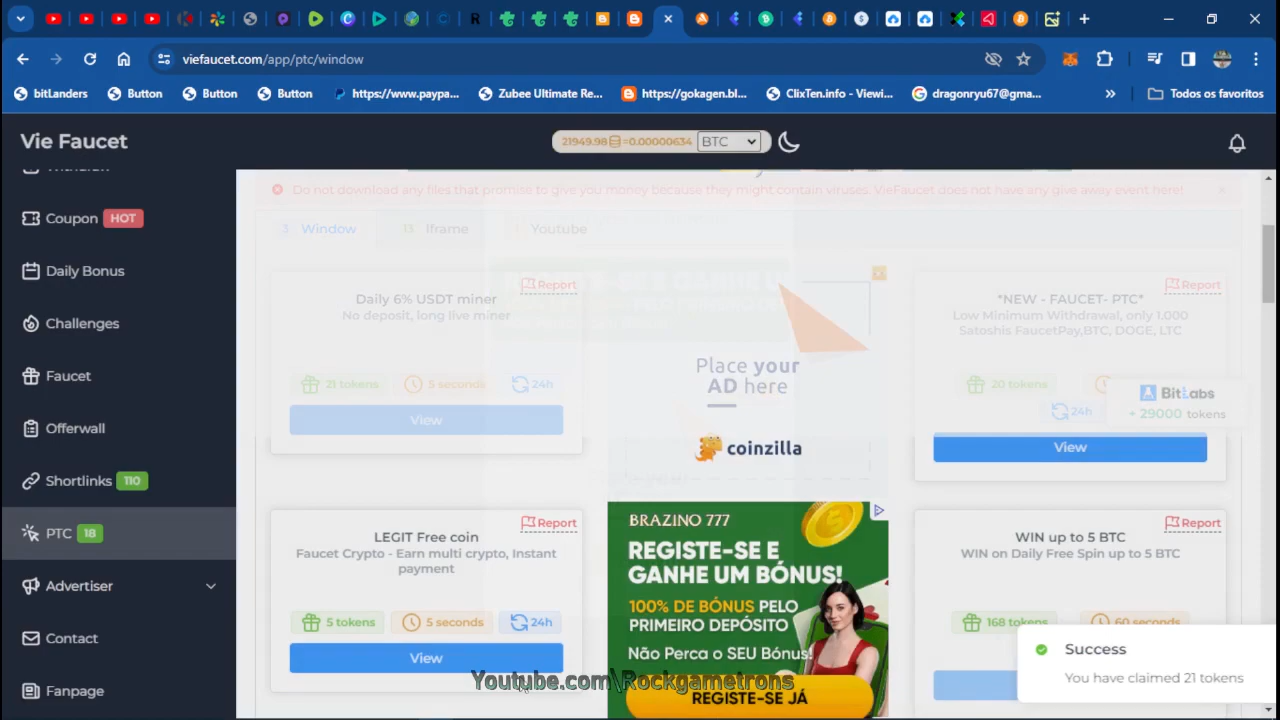 viefaucet.com/app/ptc/window
bitLanders
Button
Button
Button
https://www.paypa...
Zubee Ultimate Re...
https://gokagen.bl...
ClixTen.info - Viewi...
dragonryu67@gma...
Todos os favoritos
Vie Faucet
21949.98 =0.00000634
BTC
Coupon HOT
Daily Bonus
Challenges
Faucet
Offerwall
Shortlinks 110
PTC 18
Advertiser
Contact
Fanpage
Do not download any files that promise to give you money because they might contain viruses. VieFaucet does not have any give away event here!
Window
13 Iframe
Youtube
Report
Daily 6% USDT miner
No deposit, long live miner
21 tokens
5 seconds
24h
View
Place your
AD here
coinzilla
Report
*NEW - FAUCET- PTC*
Low Minimum Withdrawal, only 1.000
Satoshis FaucetPay,BTC, DOGE, LTC
20 tokens
24h
View
BitLabs
+ 29000 tokens
Report
LEGIT Free coin
Faucet Crypto - Earn multi crypto, Instant
payment
5 tokens
5 seconds
24h
View
BRAZINO 777
REGISTE-SE E
GANHE UM BÓNUS!
100% DE BÓNUS PELO
PRIMEIRO DEPÓSITO
Não Perca o SEU Bónus!
REGISTE-SE JÁ
Report
WIN up to 5 BTC
WIN on Daily Free Spin up to 5 BTC
168 tokens
60 seconds
Success
You have claimed 21 tokens
Youtube.com\Rockgametrons